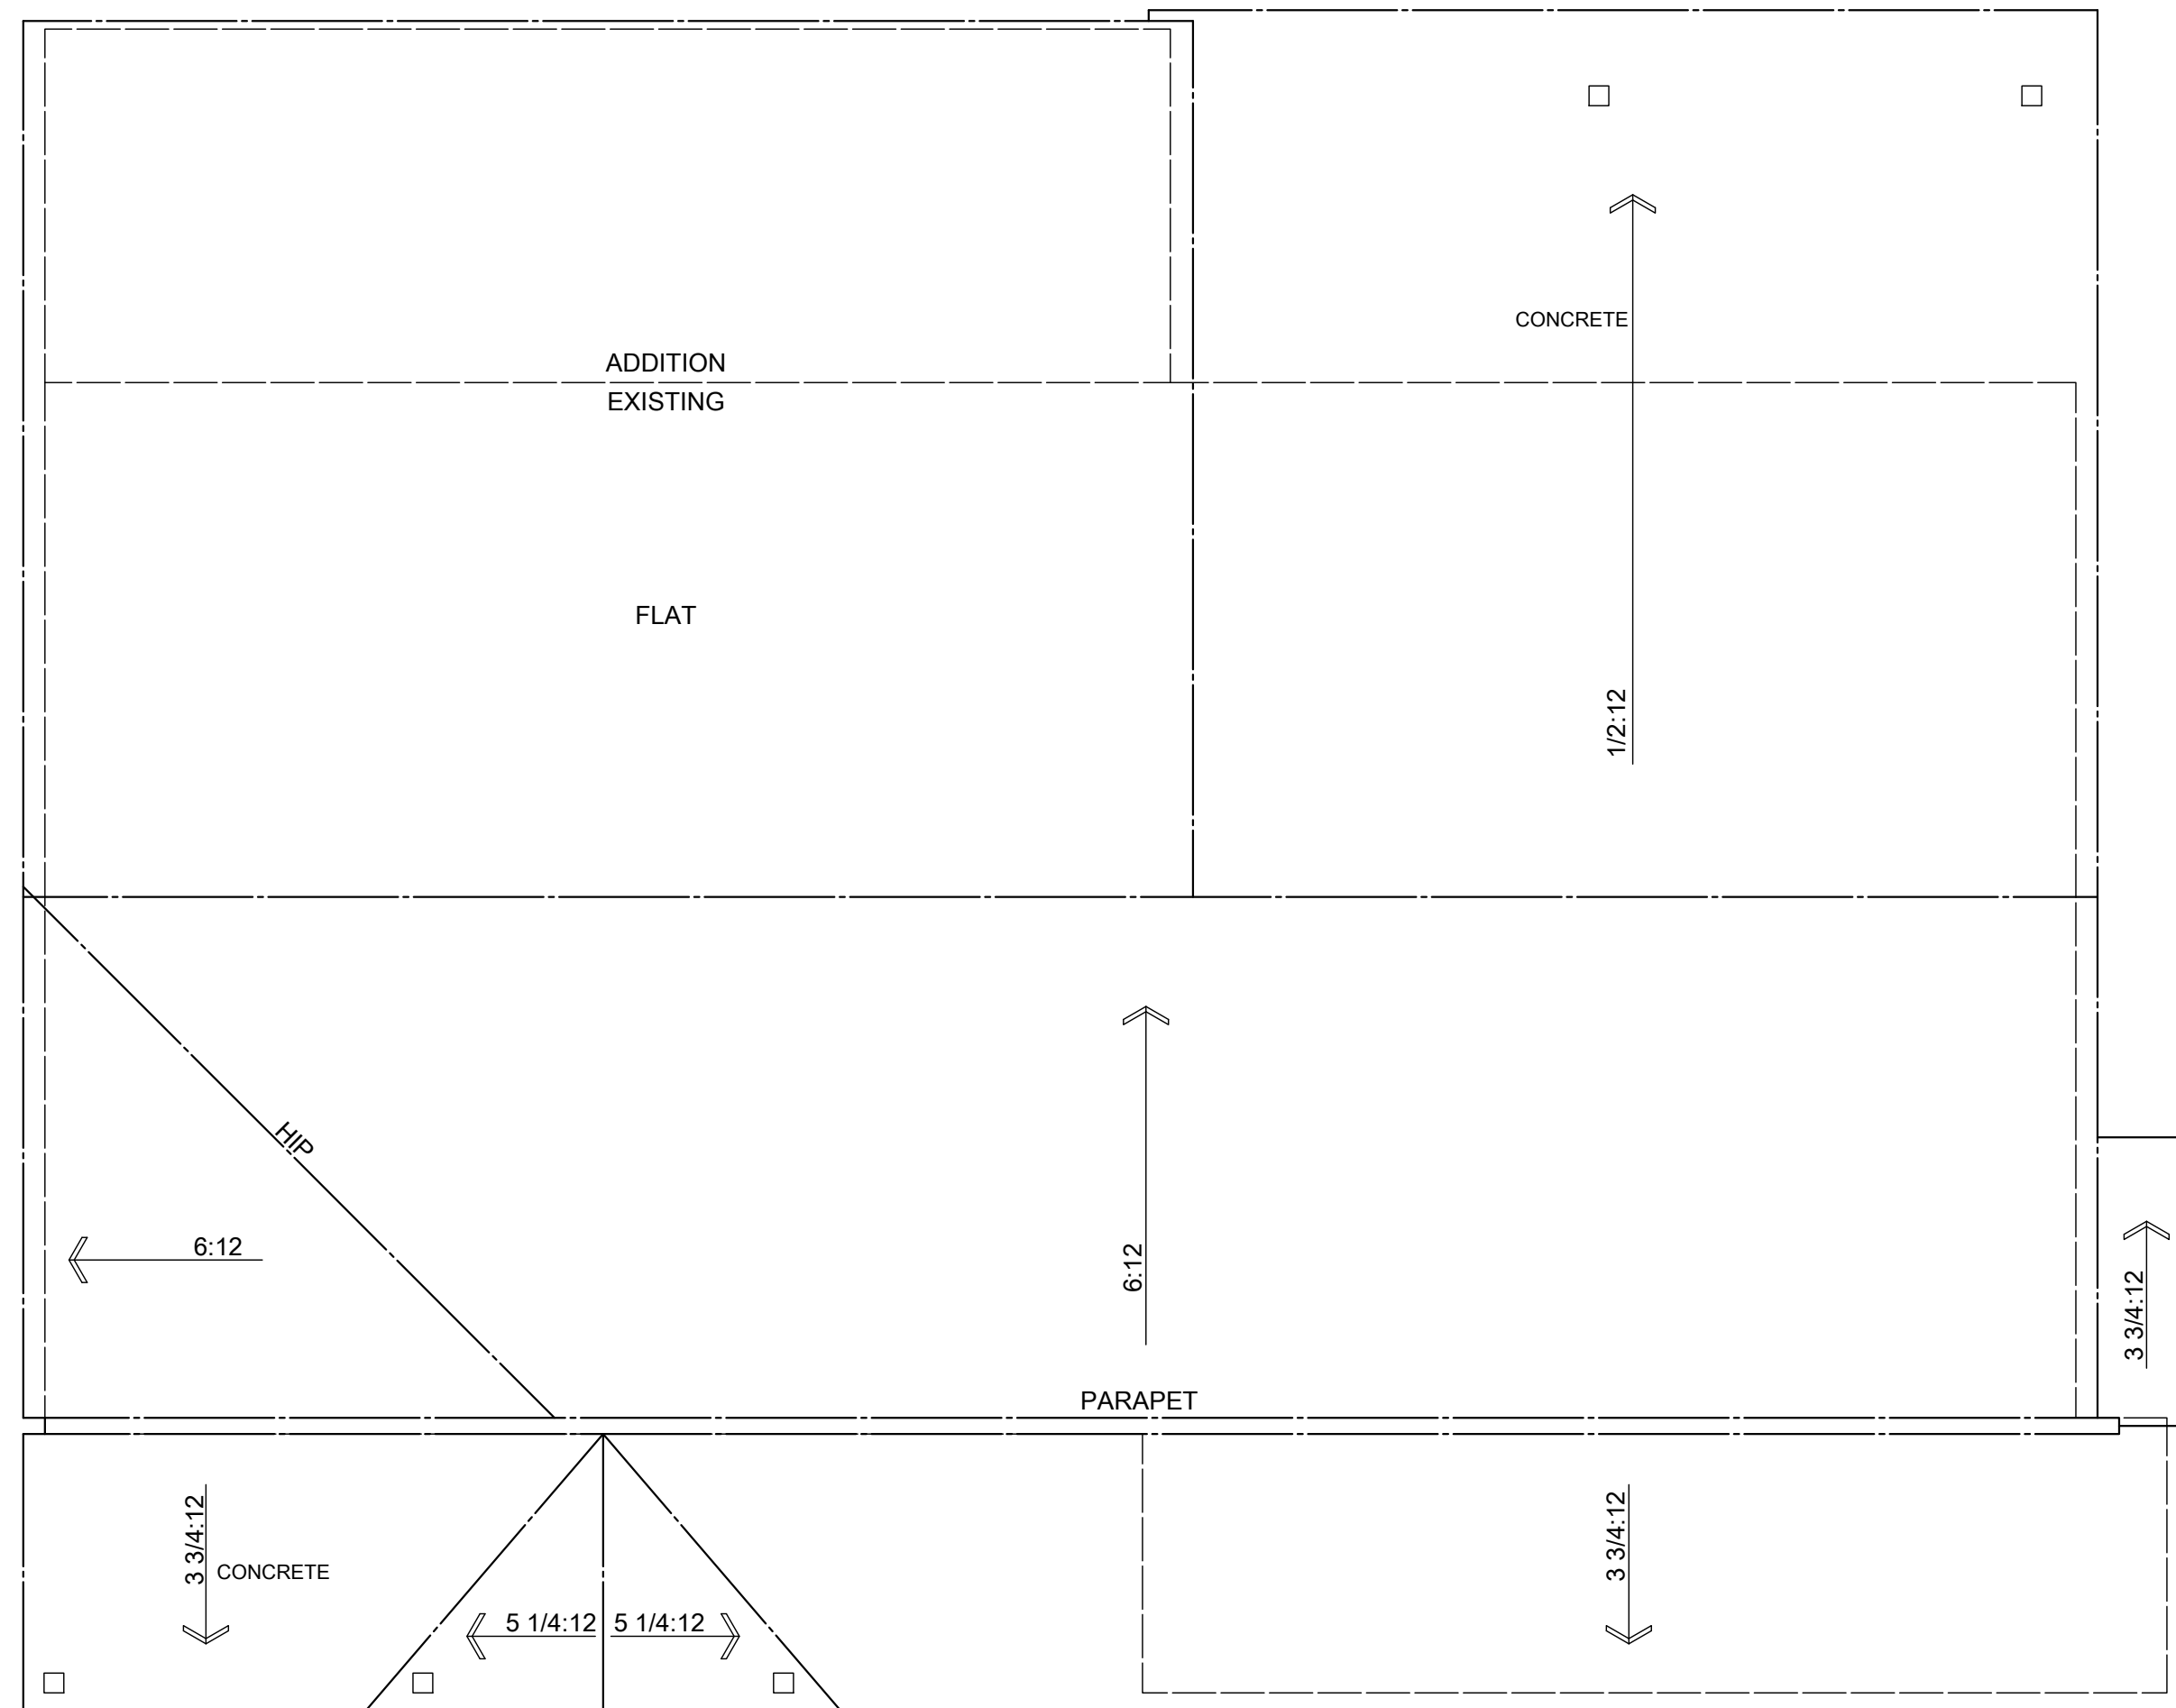 CONCRETE
ADDITION
EXISTING
FLAT
1/2:12
HIP
6:12
6:12
3 3/4:12
PARAPET
3 3/4:12
CONCRETE
3 3/4:12
5 1/4:12
5 1/4:12